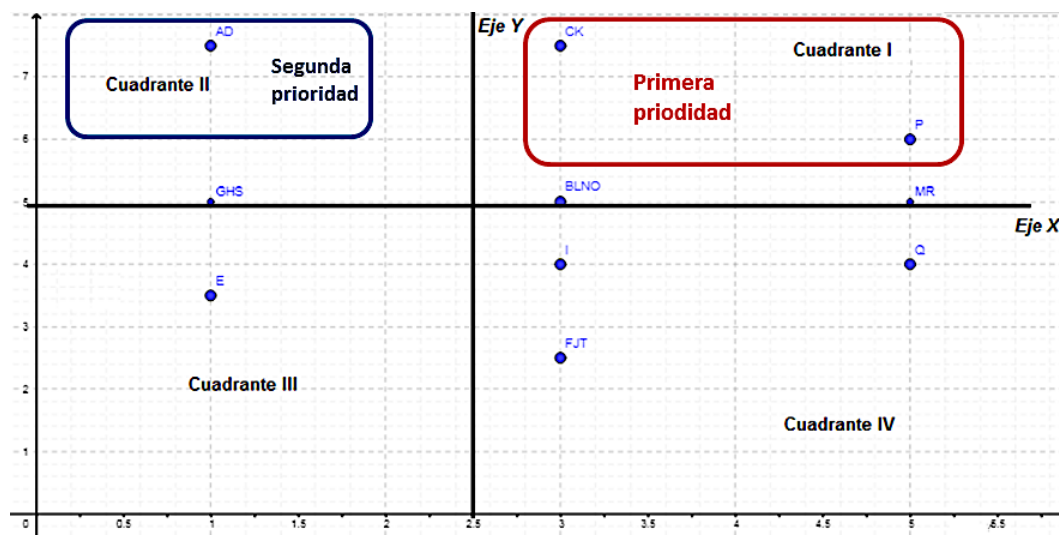 AD
Eje Y
CK
Cuadrante I
Segunda
prioridad
Cuadrante II
Primera
priodidad
7
P
6
GHS
BLNO
MR
5
Eje X
I
Q
4
E
3
FJT
Cuadrante III
2
Cuadrante IV
1
0
0.5
1
1.5
2
2.5
3
3.5
4
4.5
5
5.5